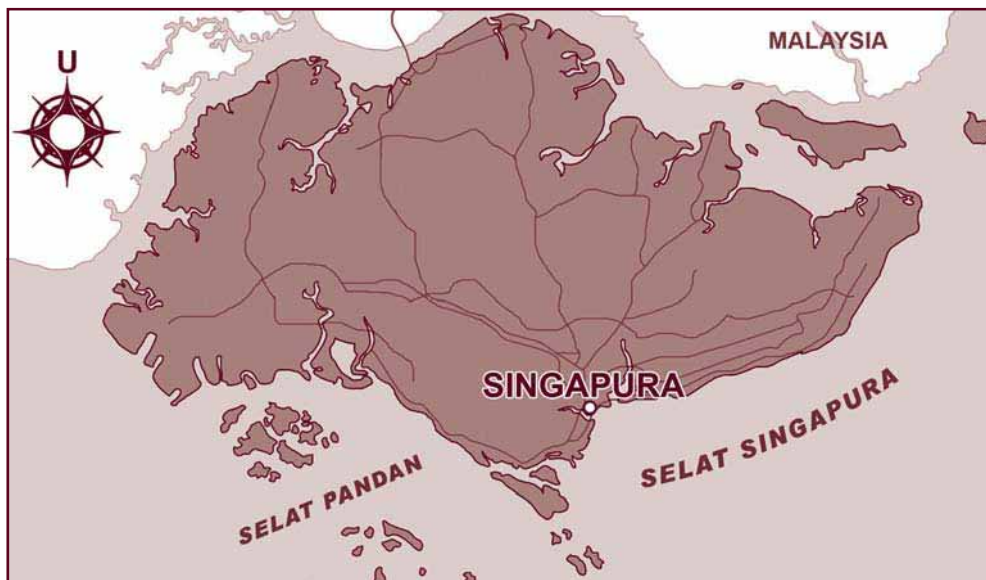 U
MALAYSIA
SINGAPURA
SELAT SINGAPURA
SELAT PANDAN